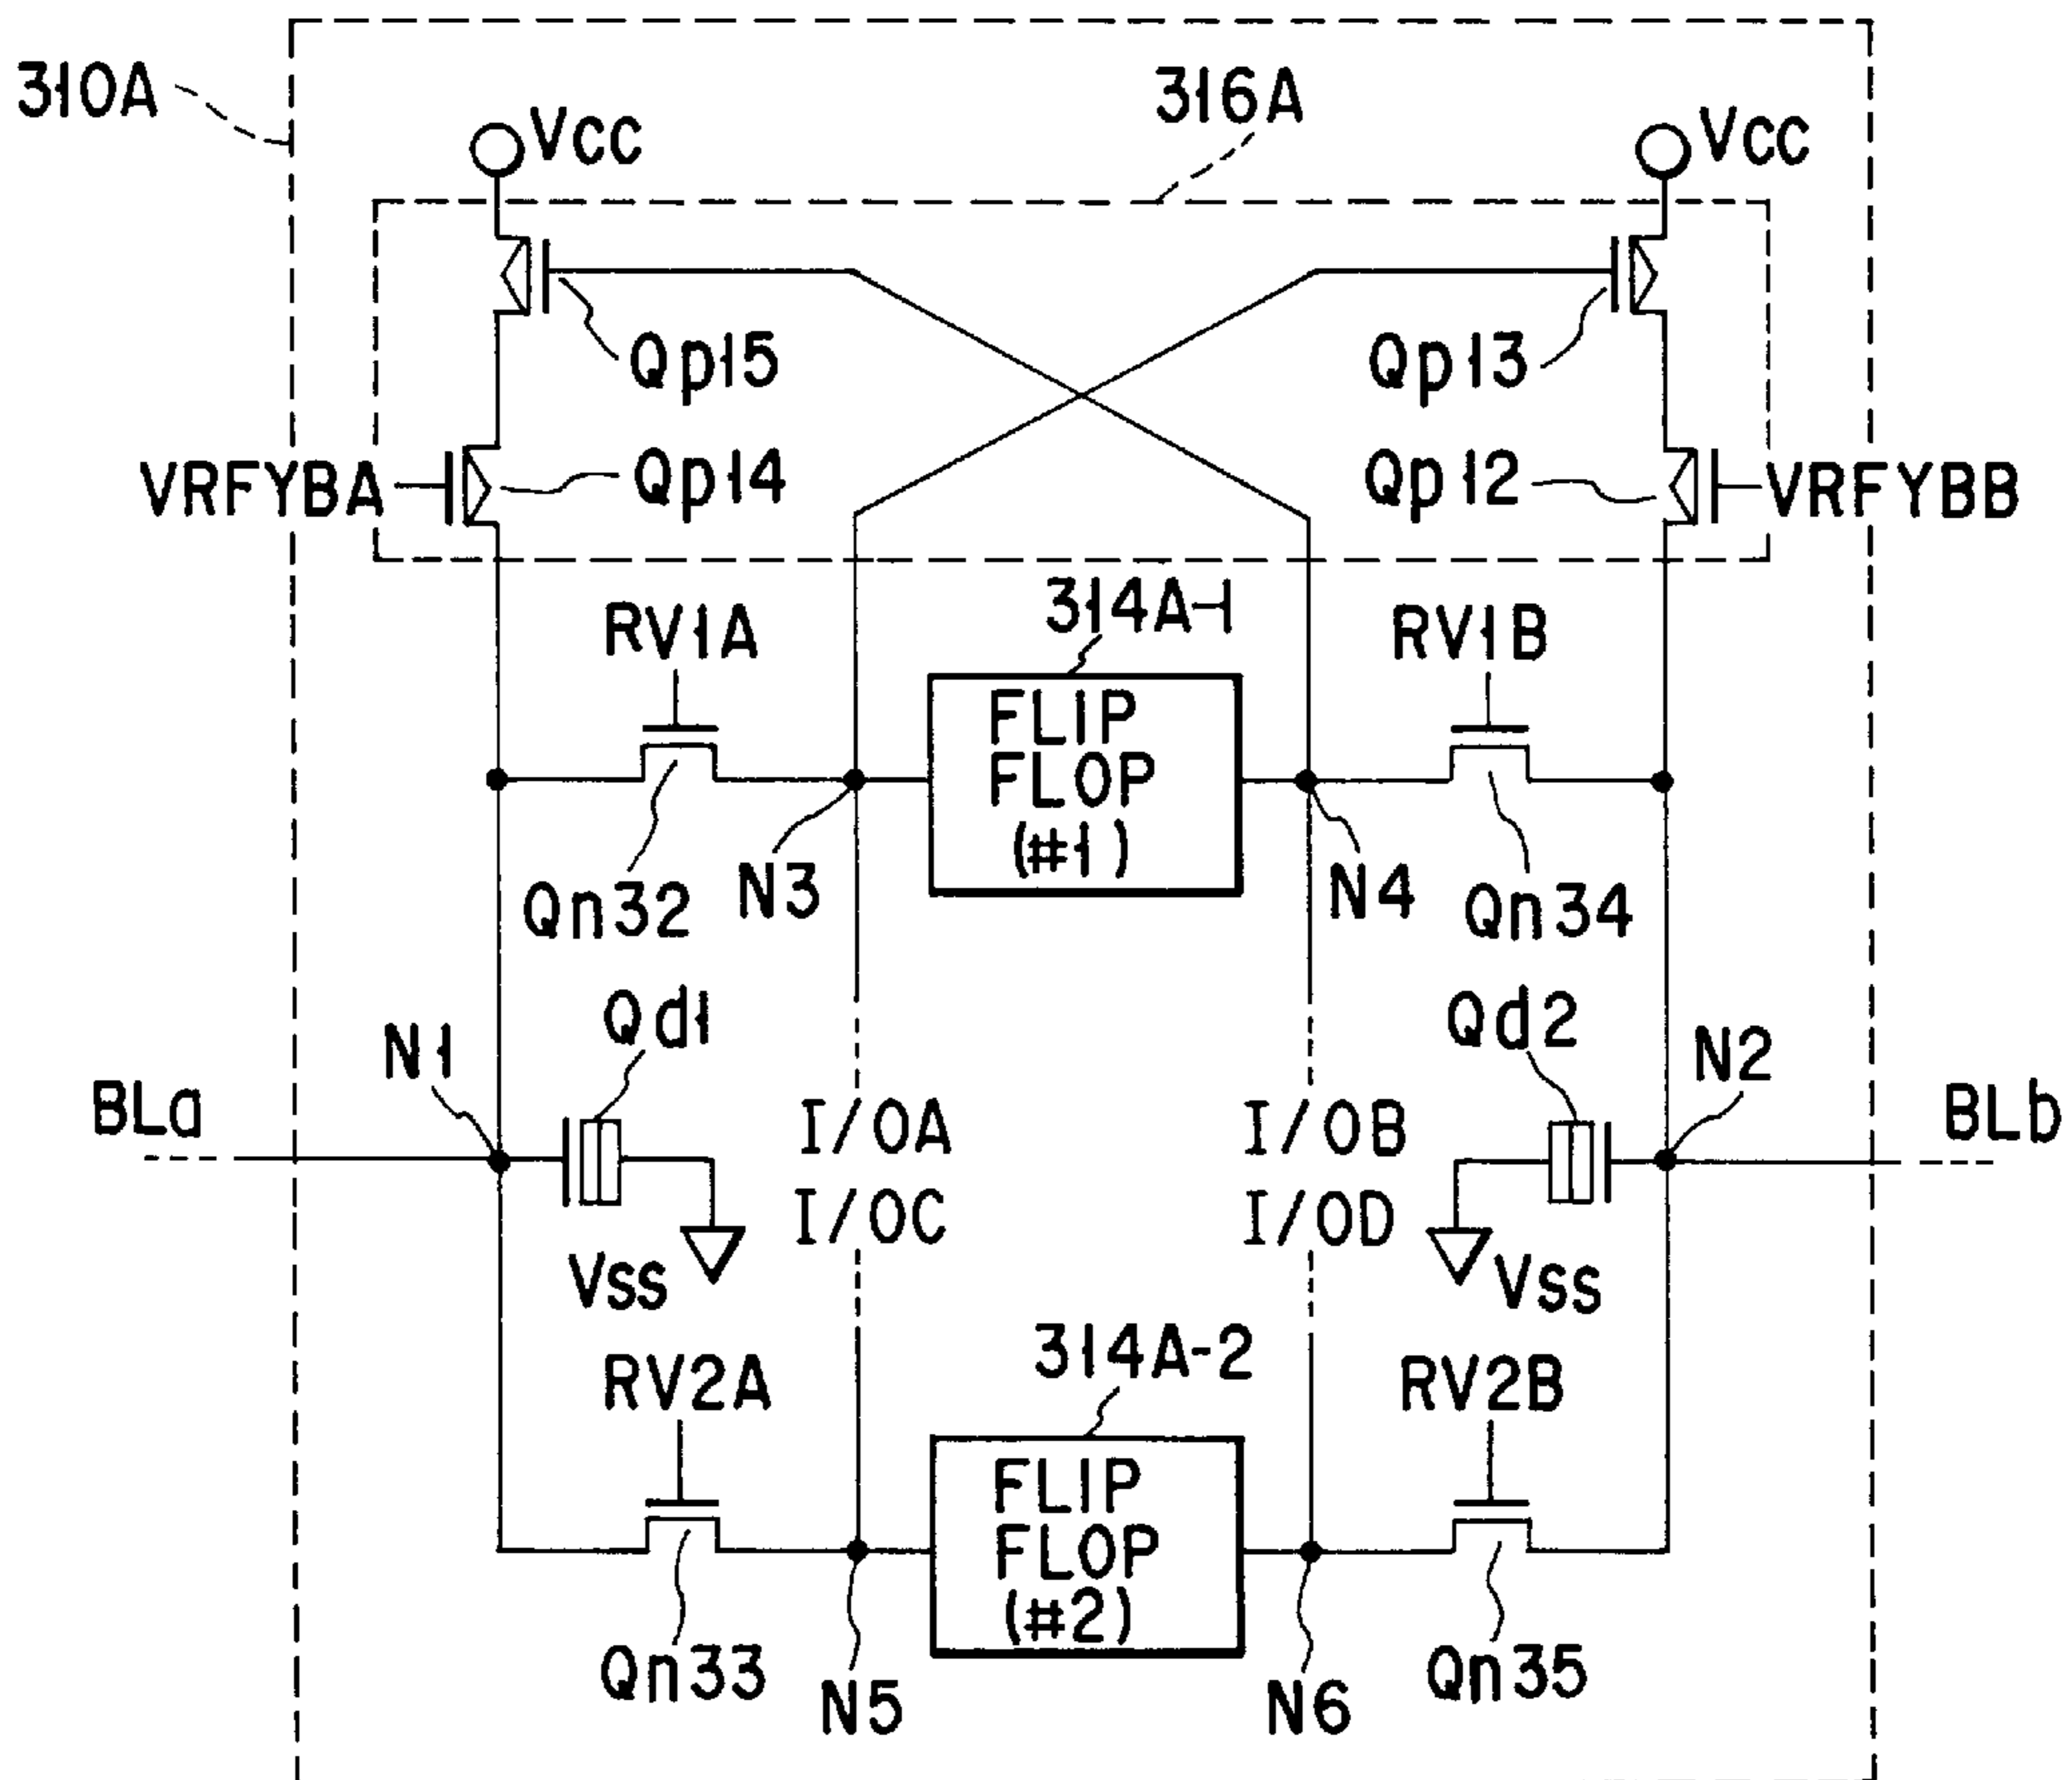 310A
316A
Vcc
Vcc
Qp15
Qp13
VRFYBA
Qp14
Qp12
VRFYBB
314A-1
RV1A
RV1B
FLIP
FLOP
(#1)
Qn32
N3
N4
Qn34
Qd1
Qd2
N1
N2
BLa
BLb
I/OA
I/OB
I/OC
I/OD
Vss
Vss
314A-2
RV2A
RV2B
FLIP
FLOP
(#2)
Qn33
N5
N6
Qn35